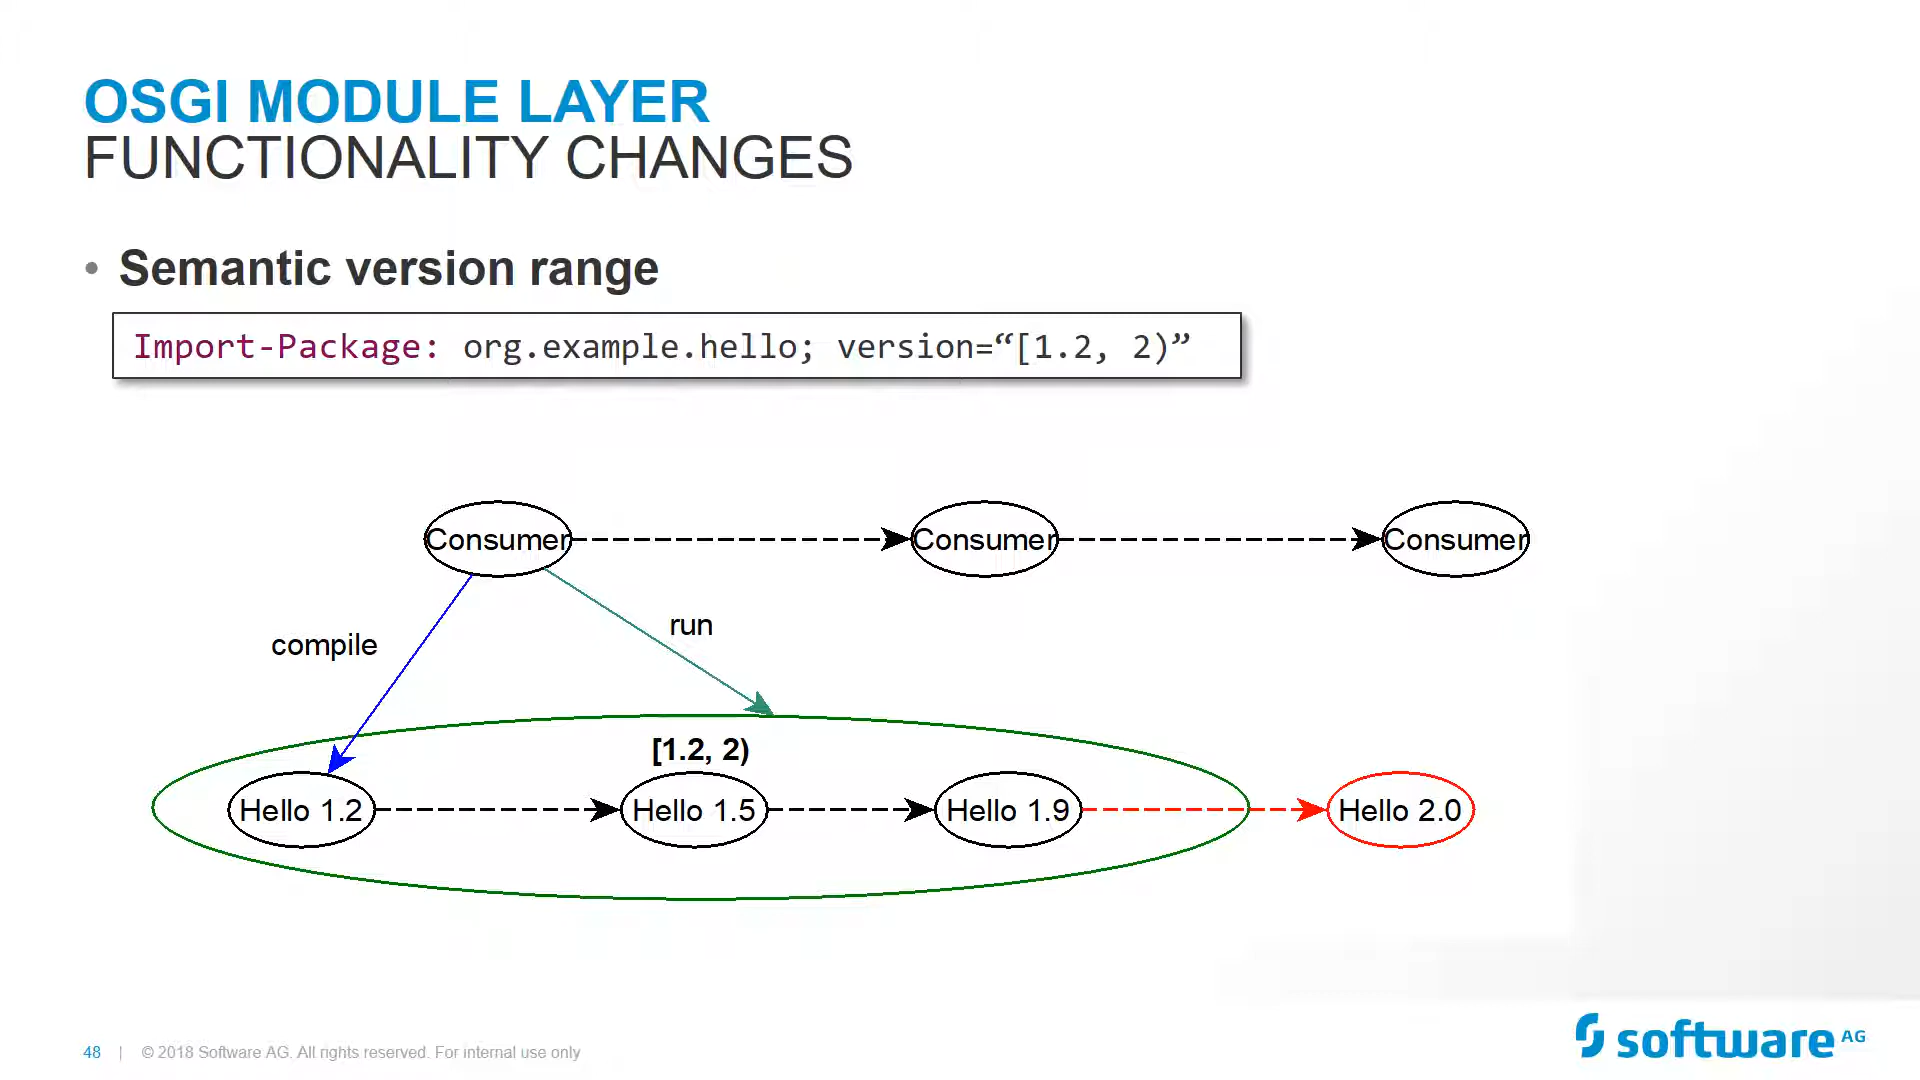 OSGI MODULE LAYER
FUNCTIONALITY CHANGES
• Semantic version range
Import-Package: org.example.hello; version=“[1.2, 2)”
Consumer Consumer Consumer
run
compile
[1.2, 2)
Hello 1.2 Hello 1.5 Hello 1.9 Hello 2.0
48 | © 2018 Software AG. All rights reserved. For internal use only
software AG